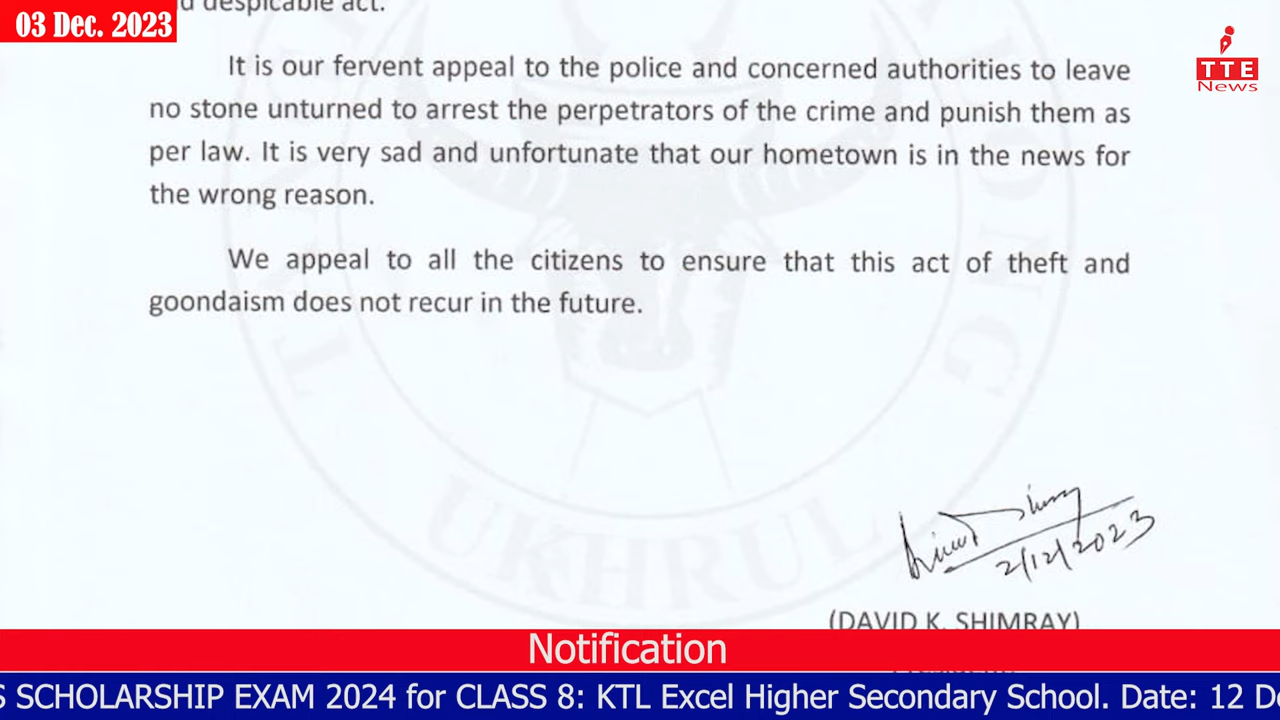 despicable act.
03 Dec. 2023
TTE
News
It is our fervent appeal to the police and concerned authorities to leave
no stone unturned to arrest the perpetrators of the crime and punish them as
per law. It is very sad and unfortunate that our hometown is in the news for
the wrong reason.
We appeal to all the citizens to ensure that this act of theft and
goondaism does not recur in the future.
UKHRUL
Shimray
2/12/2023
(DAVID K. SHIMRAY)
Notification
S SCHOLARSHIP EXAM 2024 for CLASS 8: KTL Excel Higher Secondary School. Date: 12 De